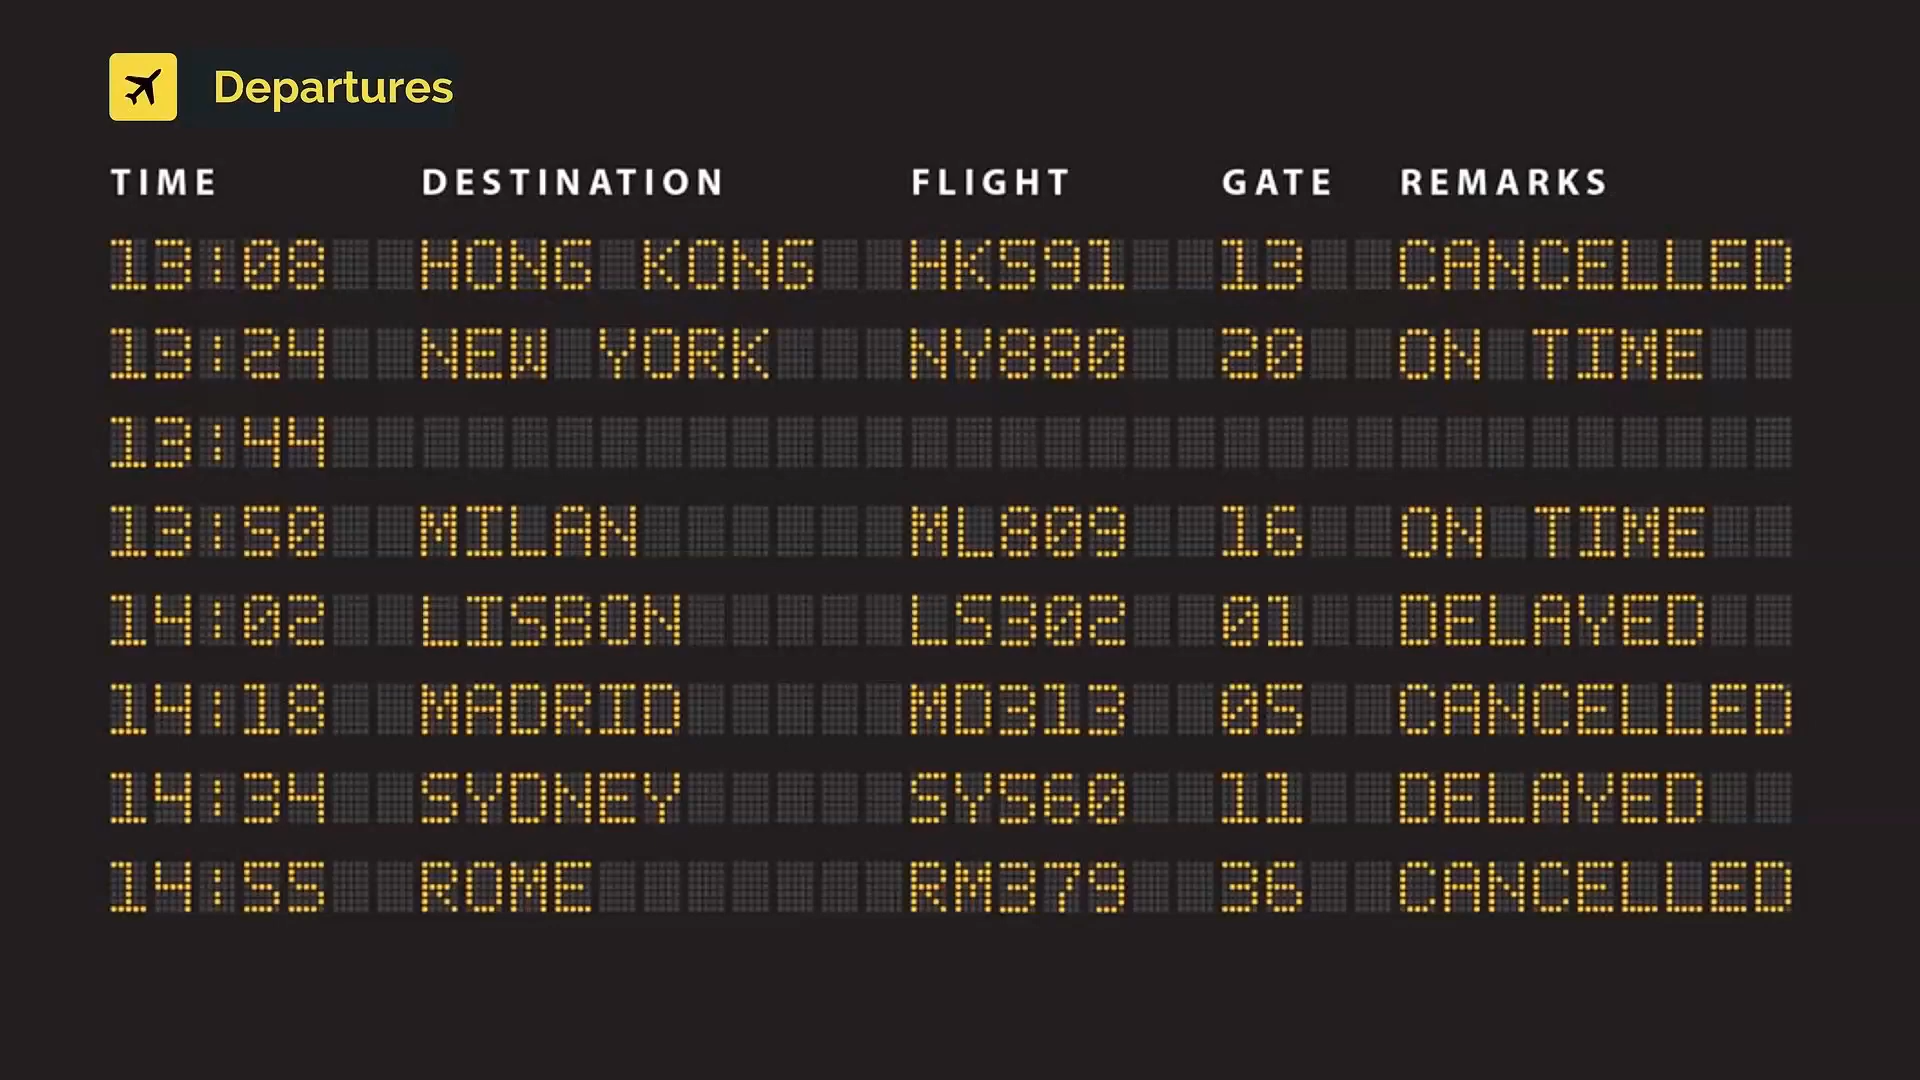 Departures
TIME DESTINATION FLIGHT GATE REMARKS
13:08 HONG KONG HK591 13 CANCELLED
13:24 NEW YORK NY880 20 ON TIME
13:44
13:50 MILAN ML809 16 ON TIME
14:02 LISBON LS302 01 DELAYED
14:18 MADRID MD313 05 CANCELLED
14:34 SYDNEY SY560 11 DELAYED
14:55 ROME RM379 36 CANCELLED